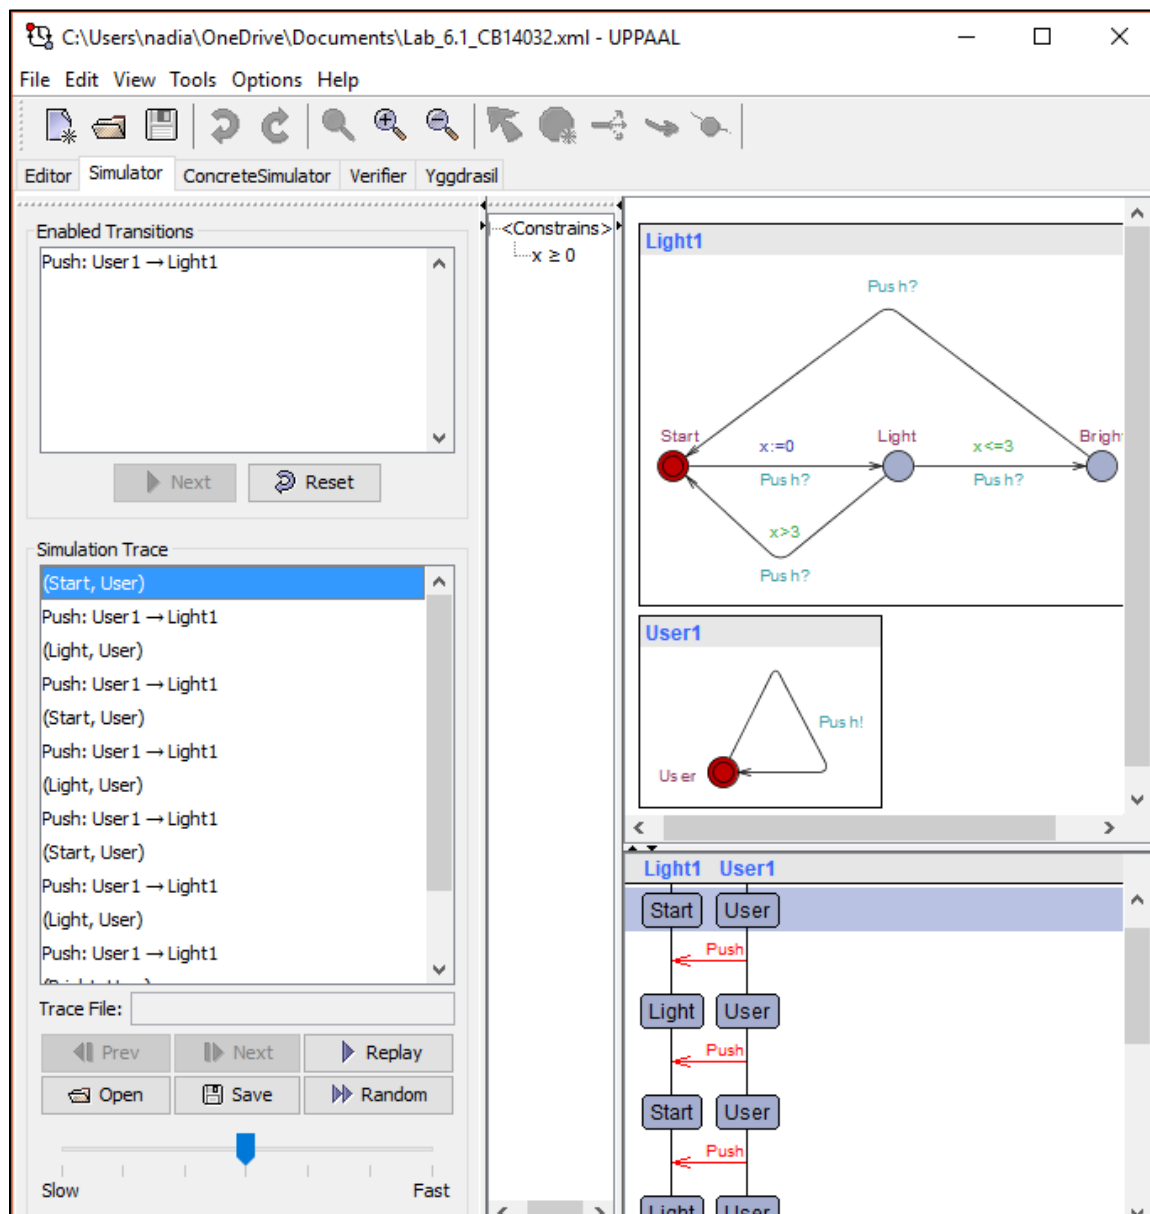 C:\Users\nadia\OneDrive\Documents\Lab_6.1_CB14032.xml - UPPAAL
File Edit View Tools Options Help
Editor Simulator ConcreteSimulator Verifier Yggdrasil
Enabled Transitions
Push: User1 → Light1
Next Reset
Simulation Trace
(Start, User)
Push: User1 → Light1
(Light, User)
Push: User1 → Light1
(Start, User)
Push: User1 → Light1
(Light, User)
Push: User1 → Light1
(Start, User)
Push: User1 → Light1
(Light, User)
Push: User1 → Light1
Trace File:
Prev Next Replay
Open Save Random
Slow Fast
<Constrains>
x ≥ 0
Light1
Push?
Start Light Brigh
x:=0 x<=3
Push? Push?
x>3
Push?
User1
Push!
User
Light1 User1
Start User
Push
Light User
Push
Start User
Push
Light User